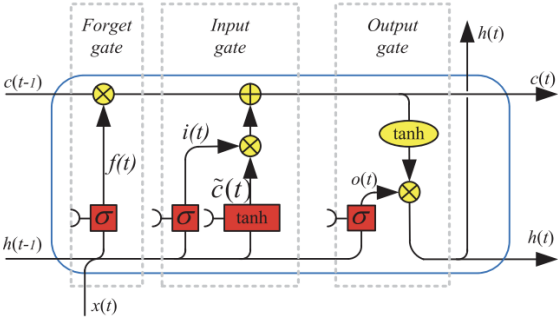 Forget
gate
Input
gate
Output
gate
h(t)
c(t-1)
c(t)
tanh
f(t)
i(t)
c̃(t)
o(t)
σ
σ
tanh
σ
h(t-1)
h(t)
x(t)